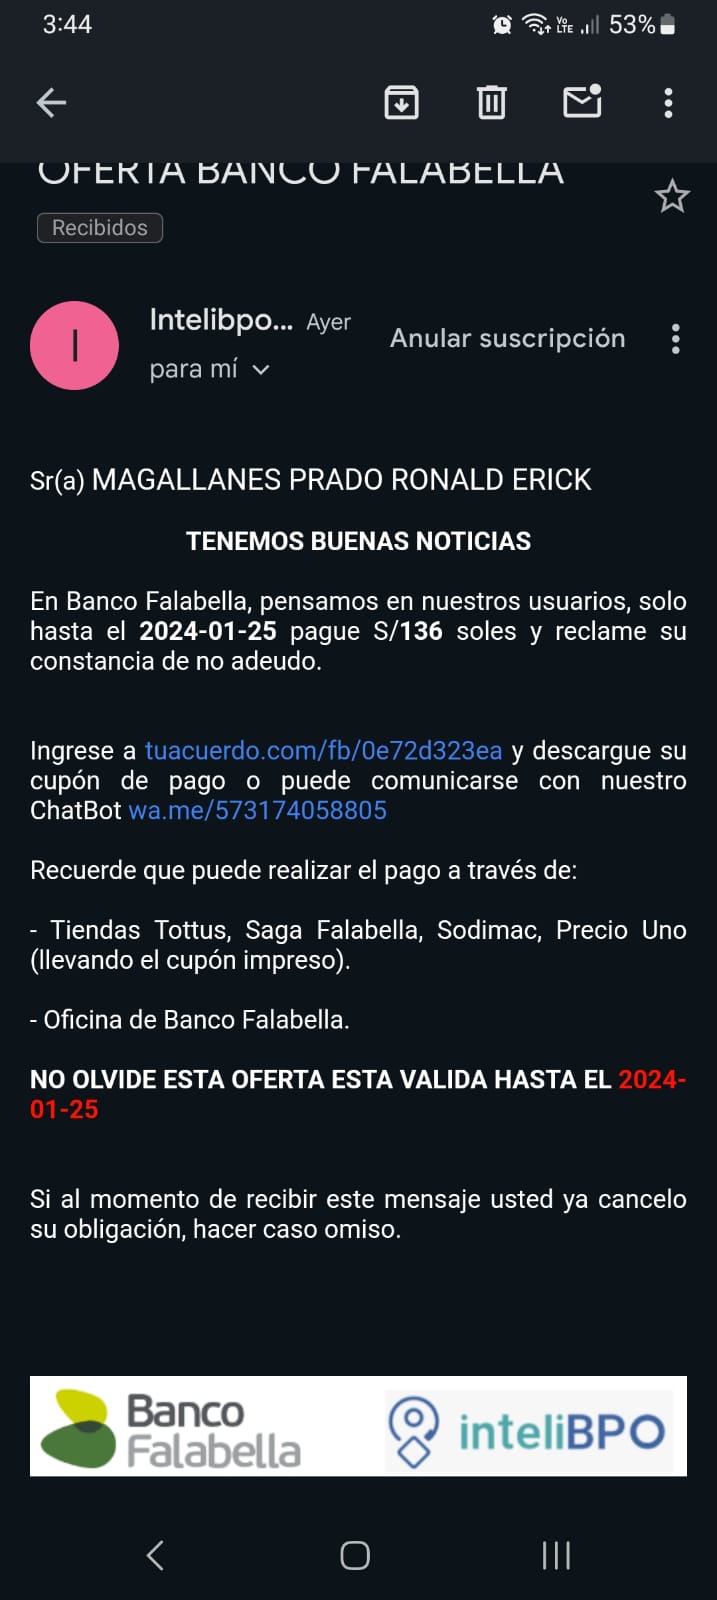 3:44
Vo
LTE
53%
OFERTA BANCO FALABELLA
Recibidos
I
Intelibpo... Ayer
Anular suscripción
para mí
Sr(a) MAGALLANES PRADO RONALD ERICK
TENEMOS BUENAS NOTICIAS
En Banco Falabella, pensamos en nuestros usuarios, solo
hasta el 2024-01-25 pague S/136 soles y reclame su
constancia de no adeudo.
Ingrese a tuacuerdo.com/fb/0e72d323ea y descargue su
cupón de pago o puede comunicarse con nuestro
ChatBot wa.me/573174058805
Recuerde que puede realizar el pago a través de:
- Tiendas Tottus, Saga Falabella, Sodimac, Precio Uno
(llevando el cupón impreso).
- Oficina de Banco Falabella.
NO OLVIDE ESTA OFERTA ESTA VALIDA HASTA EL 2024-
01-25
Si al momento de recibir este mensaje usted ya cancelo
su obligación, hacer caso omiso.
Banco
Falabella
inteliBPO